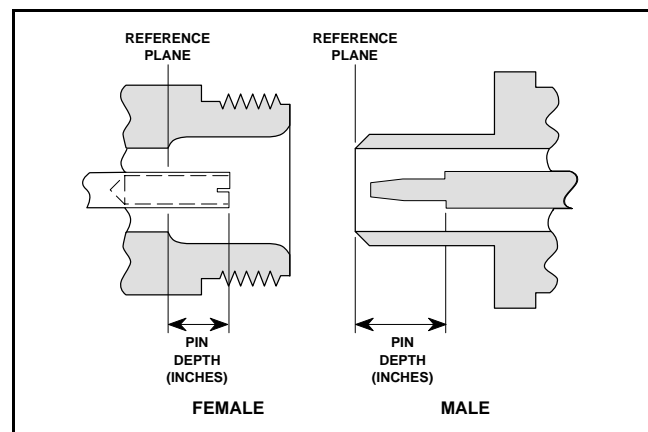 REFERENCE
PLANE
REFERENCE
PLANE
PIN
DEPTH
(INCHES)
PIN
DEPTH
(INCHES)
FEMALE
MALE